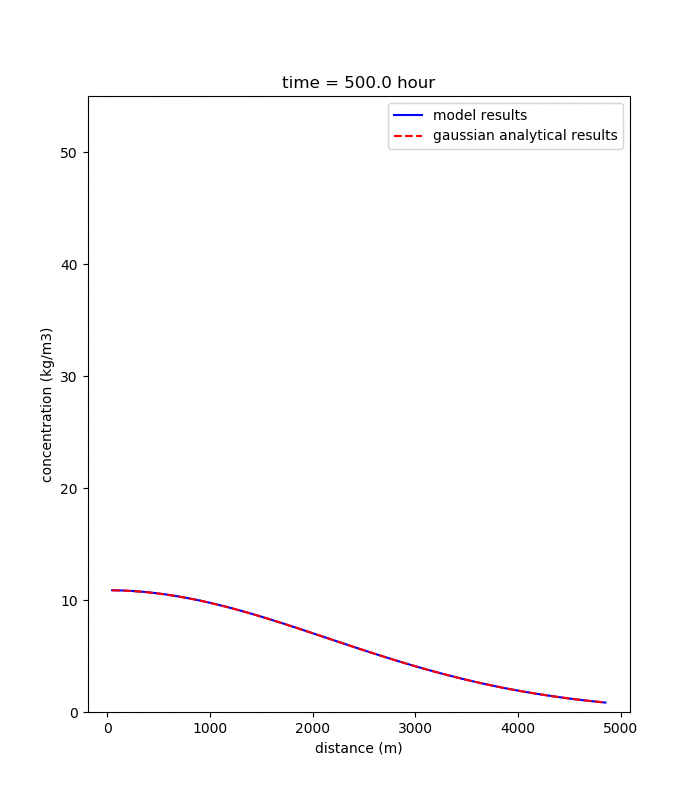 time = 500.0 hour
model results
gaussian analytical results
50
40
30
20
10
0
concentration (kg/m3)
0 1000 2000 3000 4000 5000
distance (m)